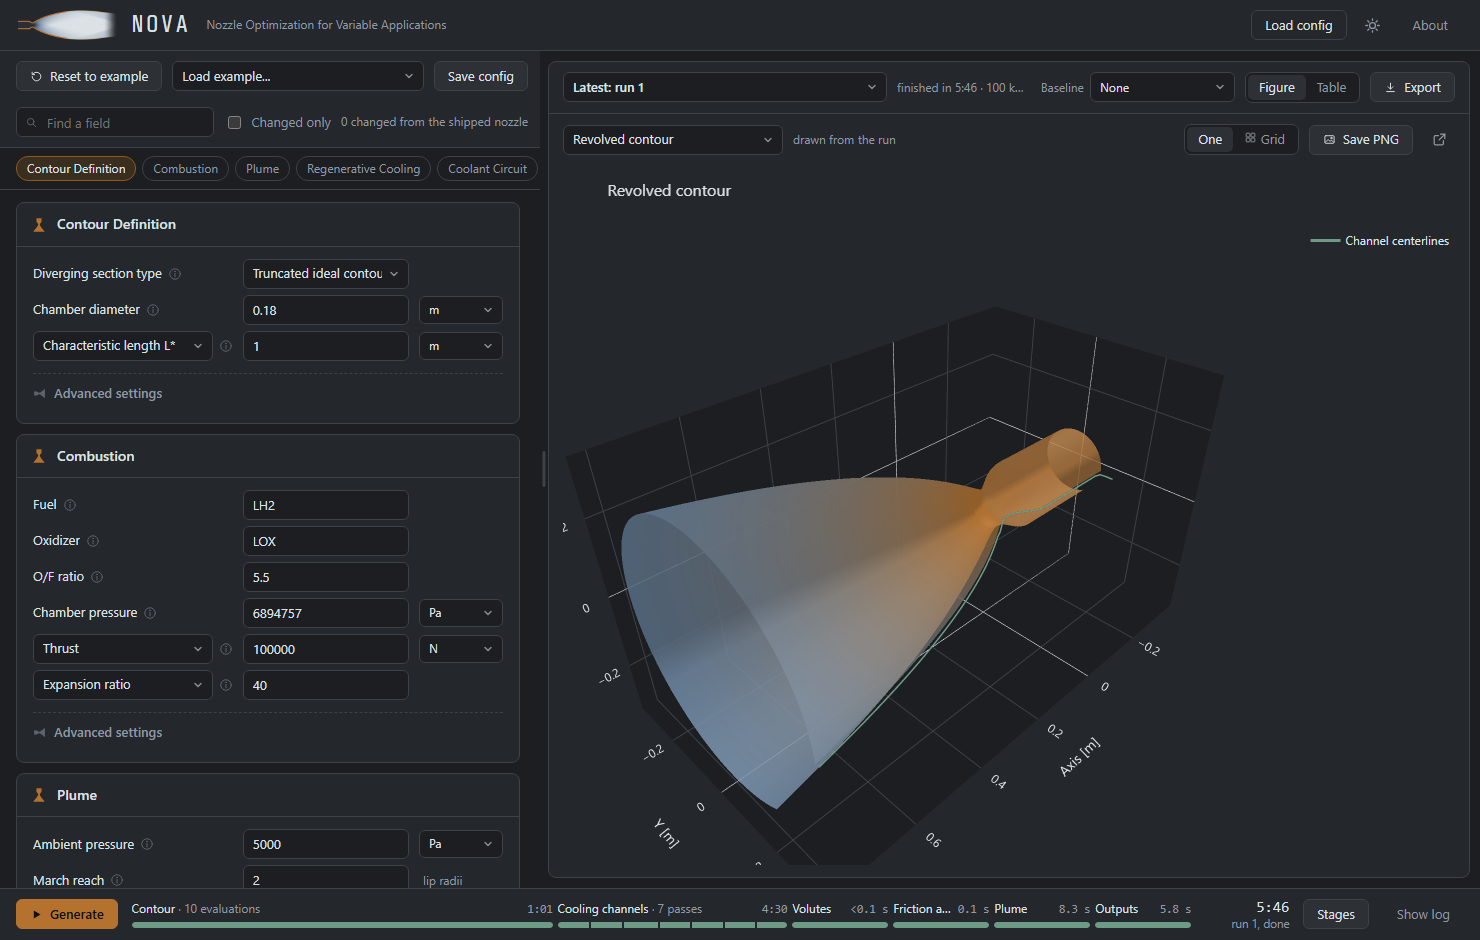 NOVA Nozzle Optimization for Variable Applications Load config About
Reset to example Load example... Save config
Find a field Changed only 0 changed from the shipped nozzle
Contour Definition Combustion Plume Regenerative Cooling Coolant Circuit
Contour Definition
Diverging section type Truncated ideal contou
Chamber diameter 0.18 m
Characteristic length L* 1 m
Advanced settings
Combustion
Fuel LH2
Oxidizer LOX
O/F ratio 5.5
Chamber pressure 6894757 Pa
Thrust 100000 N
Expansion ratio 40
Advanced settings
Plume
Ambient pressure 5000 Pa
March reach 2 lip radii
Latest: run 1 finished in 5:46 · 100 k... Baseline None Figure Table Export
Revolved contour drawn from the run One Grid Save PNG
Revolved contour
Channel centerlines
2
0
−0.2
−0.2
0
Y [m]
−0.2
0
0.2
Axis [m]
0.4
0.6
Generate Contour · 10 evaluations 1:01 Cooling channels · 7 passes 4:30 Volutes <0.1 s Friction a... 0.1 s Plume 8.3 s Outputs 5.8 s 5:46 Stages Show log
run 1, done